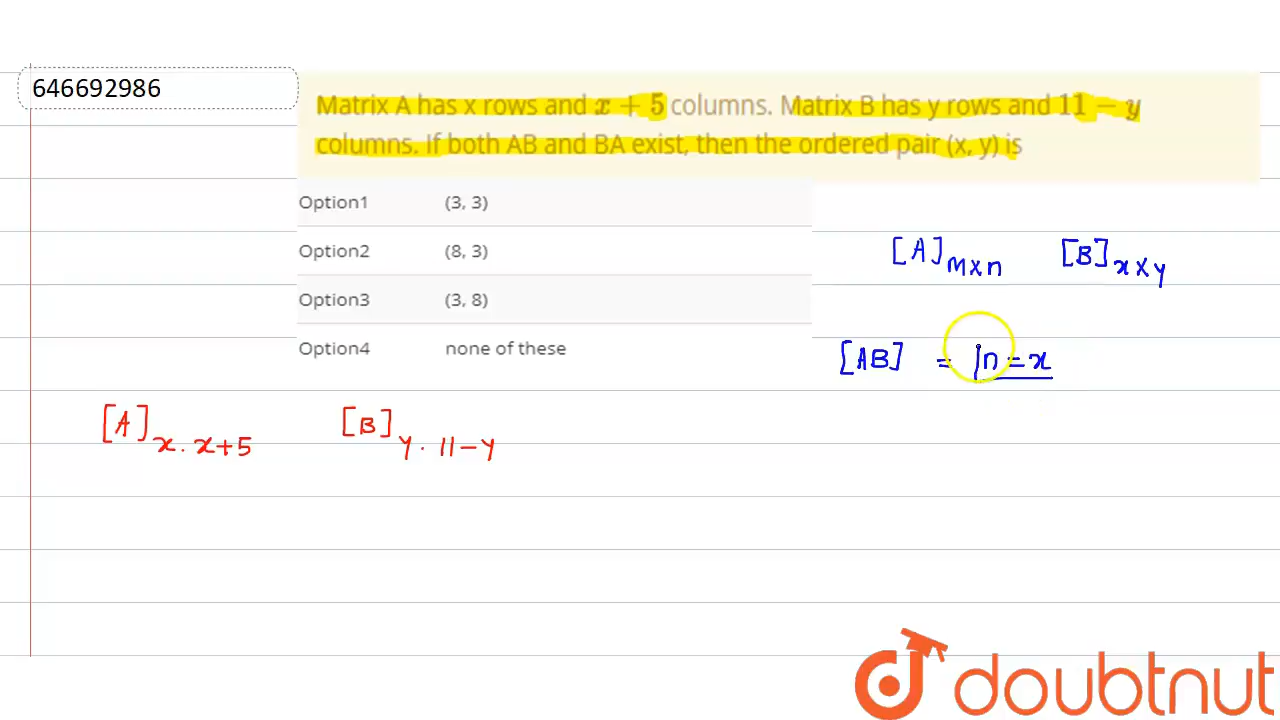 646692986
Matrix A has x rows and x + 5 columns. Matrix B has y rows and 11 − y
columns. If both AB and BA exist, then the ordered pair (x, y) is
Option1 (3, 3)
Option2 (8, 3)
Option3 (3, 8)
Option4 none of these
[A] m×n [B] x×y
[AB] = n = x
[A] x . x+5 [B] y . 11−y
doubtnut